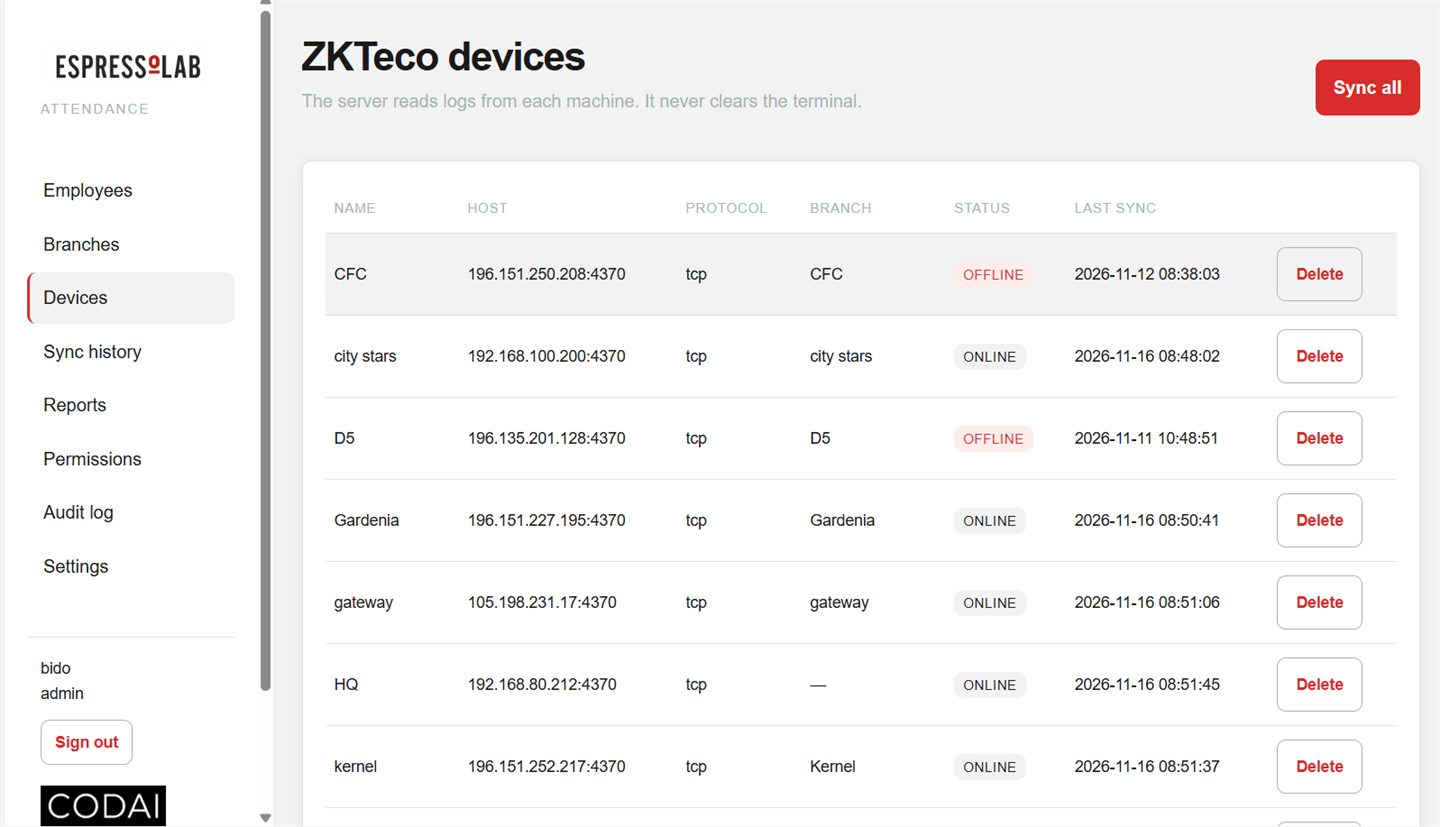 ESPRESSOLAB
ATTENDANCE
Employees
Branches
Devices
Sync history
Reports
Permissions
Audit log
Settings
bido
admin
Sign out
CODAI
ZKTeco devices
The server reads logs from each machine. It never clears the terminal.
Sync all
NAME HOST PROTOCOL BRANCH STATUS LAST SYNC
CFC 196.151.250.208:4370 tcp CFC OFFLINE 2026-11-12 08:38:03 Delete
city stars 192.168.100.200:4370 tcp city stars ONLINE 2026-11-16 08:48:02 Delete
D5 196.135.201.128:4370 tcp D5 OFFLINE 2026-11-11 10:48:51 Delete
Gardenia 196.151.227.195:4370 tcp Gardenia ONLINE 2026-11-16 08:50:41 Delete
gateway 105.198.231.17:4370 tcp gateway ONLINE 2026-11-16 08:51:06 Delete
HQ 192.168.80.212:4370 tcp — ONLINE 2026-11-16 08:51:45 Delete
kernel 196.151.252.217:4370 tcp Kernel ONLINE 2026-11-16 08:51:37 Delete